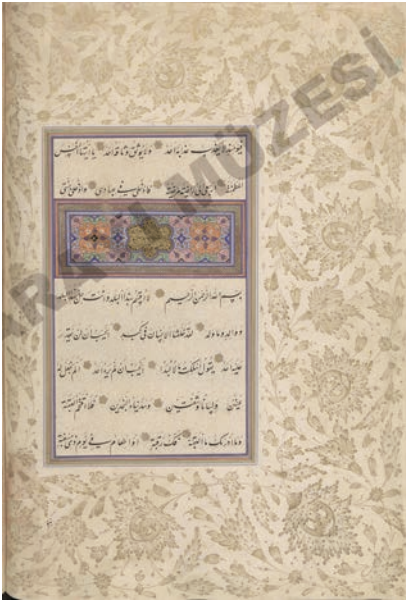 فيومئذ لا يعذب عذابه احد ولا يوثق وثاقه احد يا ايتها النفس
المطمئنة ارجعي الى ربك راضية مرضية فادخلي في عبادي وادخلي جنتي
بسم الله الرحمن الرحيم لا اقسم بهذا البلد وانت حل بهذا البلد
ووالد وما ولد لقد خلقنا الانسان في كبد ايحسب ان لن يقدر
عليه احد يقول اهلكت مالا لبدا ايحسب ان لم يره احد الم نجعل له
عينين ولسانا وشفتين وهديناه النجدين فلا اقتحم العقبة
وما ادريك ما العقبة فك رقبة او اطعام في يوم ذي مسغبة
MÜZESİ